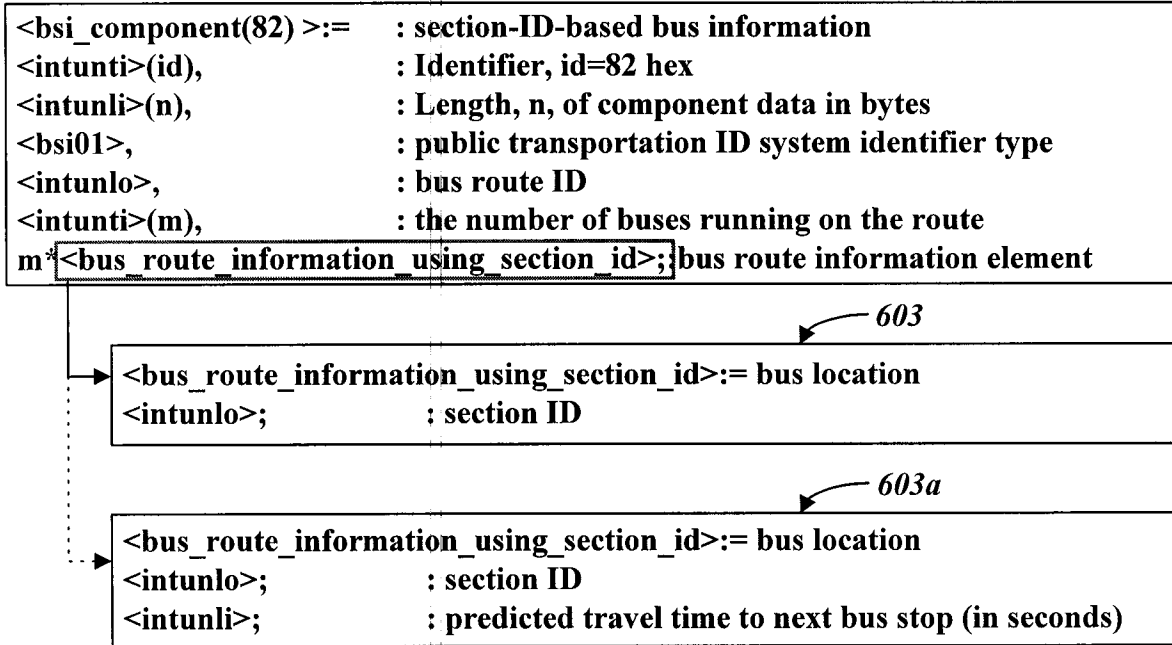 <bsi_component(82) >:= : section-ID-based bus information
<intunti>(id), : Identifier, id=82 hex
<intunli>(n), : Length, n, of component data in bytes
<bsi01>, : public transportation ID system identifier type
<intunlo>, : bus route ID
<intunti>(m), : the number of buses running on the route
m*<bus_route_information_using_section_id>;:bus route information element
603
<bus_route_information_using_section_id>:= bus location
<intunlo>; : section ID
603a
<bus_route_information_using_section_id>:= bus location
<intunlo>; : section ID
<intunli>; : predicted travel time to next bus stop (in seconds)